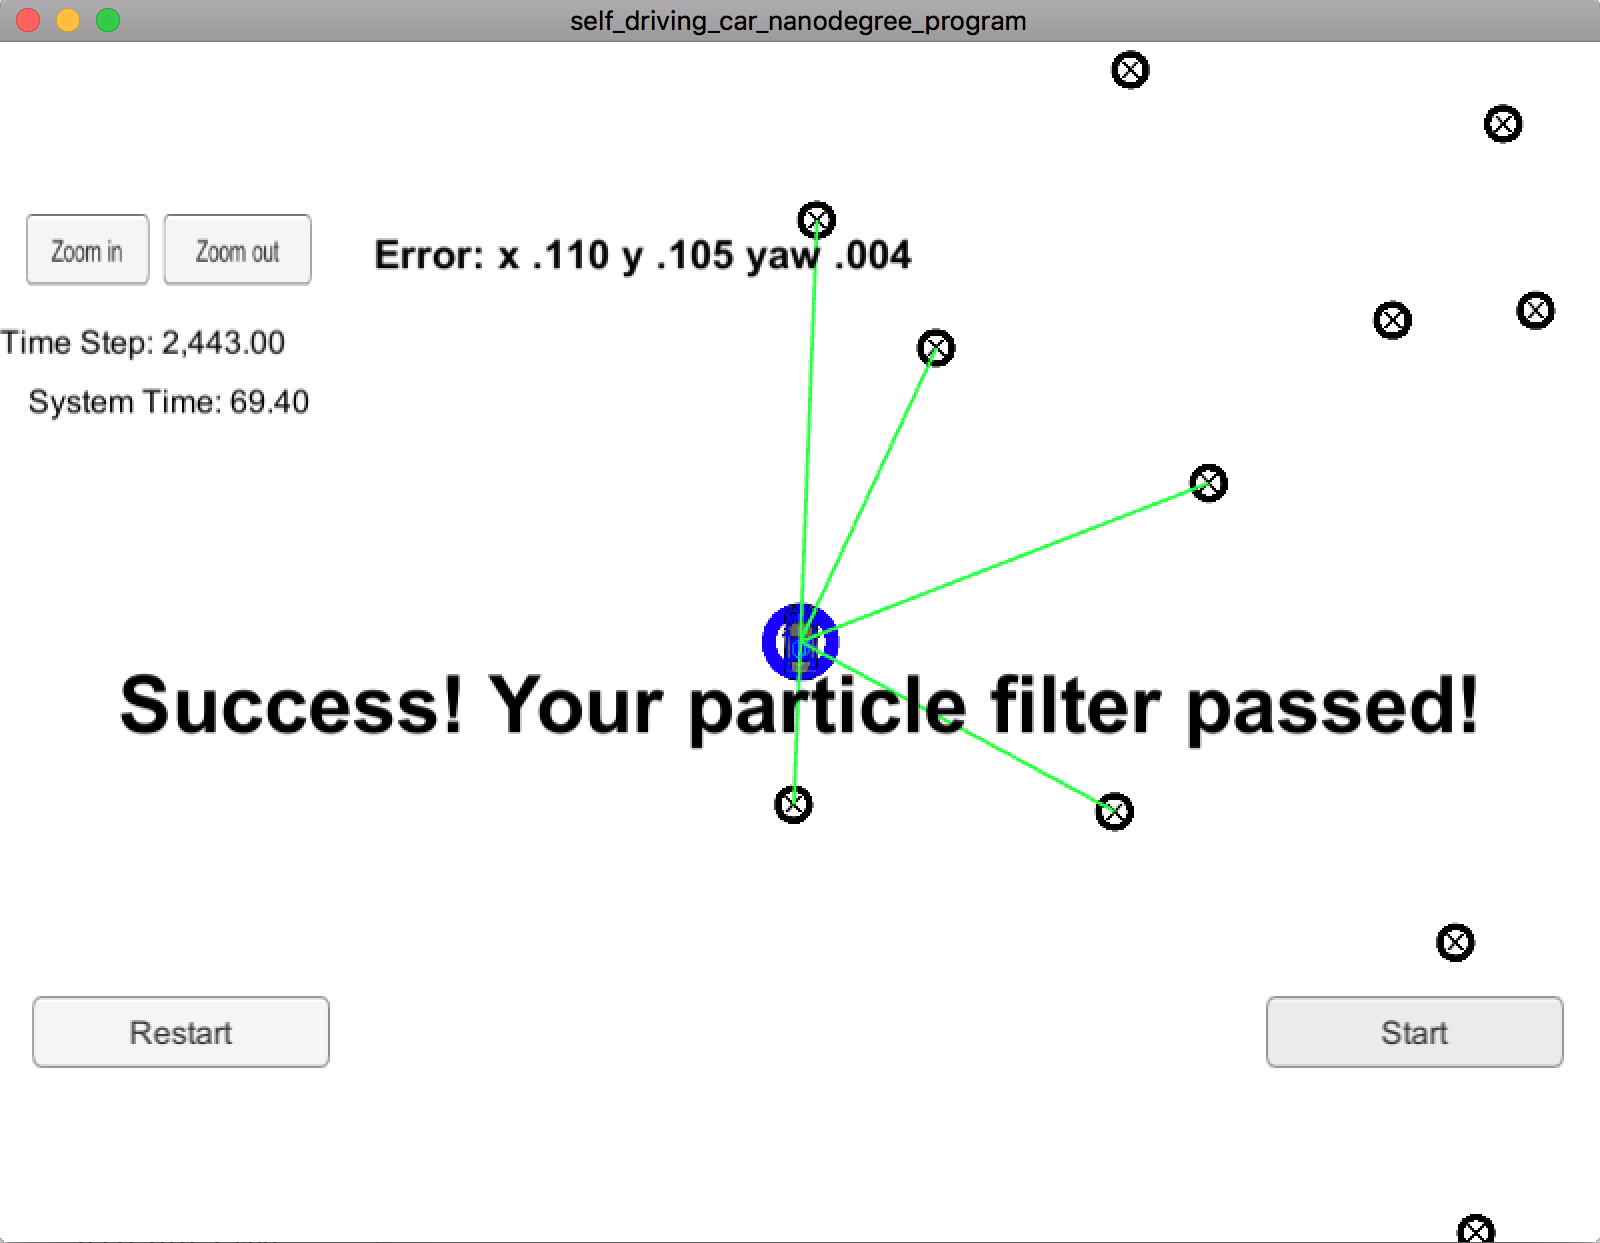 self_driving_car_nanodegree_program
Zoom in
Zoom out
Error: x .110 y .105 yaw .004
Time Step: 2,443.00
System Time: 69.40
Success! Your particle filter passed!
Restart
Start